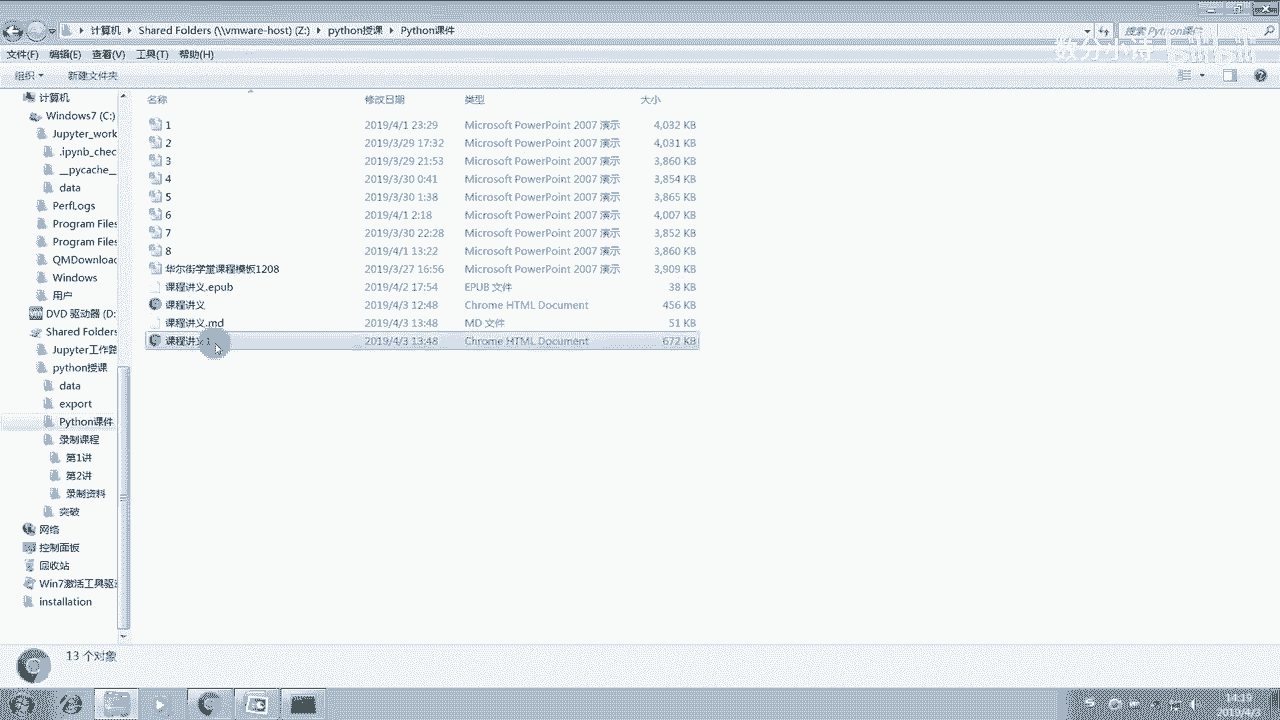 计算机 ▸ Shared Folders (\\vmware-host) (Z:) ▸ python授课 ▸ Python课件
搜索 Python课件
数分小诗
文件(F) 编辑(E) 查看(V) 工具(T) 帮助(H)
组织 新建文件夹
计算机
Windows7 (C:)
Jupyter_work
.ipynb_chec
__pycache__
data
PerfLogs
Program Files
Program Files
QMDownloac
Windows
用户
DVD 驱动器 (D:
Shared Folders
Jupyter工作
python授课
data
export
Python课件
录制课程
第1讲
第2讲
录制资料
突破
网络
控制面板
回收站
Win7激活工具驱
installation
名称 修改日期 类型 大小
1 2019/4/1 23:29 Microsoft PowerPoint 2007 演示 4,032 KB
2 2019/3/29 17:32 Microsoft PowerPoint 2007 演示 4,031 KB
3 2019/3/29 21:53 Microsoft PowerPoint 2007 演示 3,860 KB
4 2019/3/30 0:41 Microsoft PowerPoint 2007 演示 3,854 KB
5 2019/3/30 1:38 Microsoft PowerPoint 2007 演示 3,865 KB
6 2019/4/1 2:18 Microsoft PowerPoint 2007 演示 4,007 KB
7 2019/3/30 22:28 Microsoft PowerPoint 2007 演示 3,852 KB
8 2019/4/1 13:22 Microsoft PowerPoint 2007 演示 3,860 KB
华尔街学堂课程模板1208 2019/3/27 16:56 Microsoft PowerPoint 2007 演示 3,909 KB
课程讲义.epub 2019/4/2 17:54 EPUB 文件 38 KB
课程讲义 2019/4/3 12:48 Chrome HTML Document 456 KB
课程讲义.md 2019/4/3 13:48 MD 文件 51 KB
课程讲义1 2019/4/3 13:48 Chrome HTML Document 672 KB
13 个对象